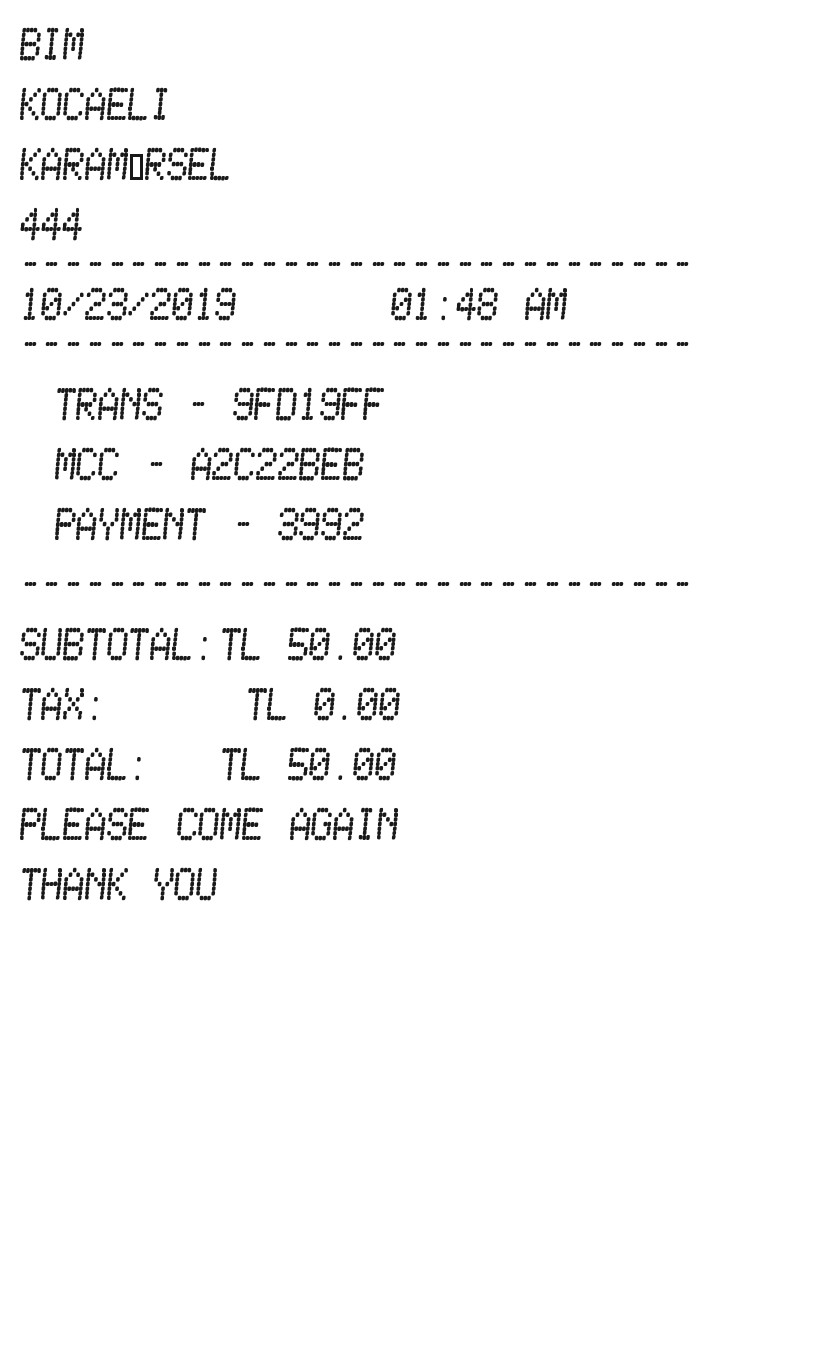 BIM
KOCAELI
KARAM▯RSEL
444
-------------------------------
10/23/2019 01:48 AM
-------------------------------
TRANS - 9FD19FF
MCC - A2C22BEB
PAYMENT - 3992
-------------------------------
SUBTOTAL:TL 50.00
TAX: TL 0.00
TOTAL: TL 50.00
PLEASE COME AGAIN
THANK YOU